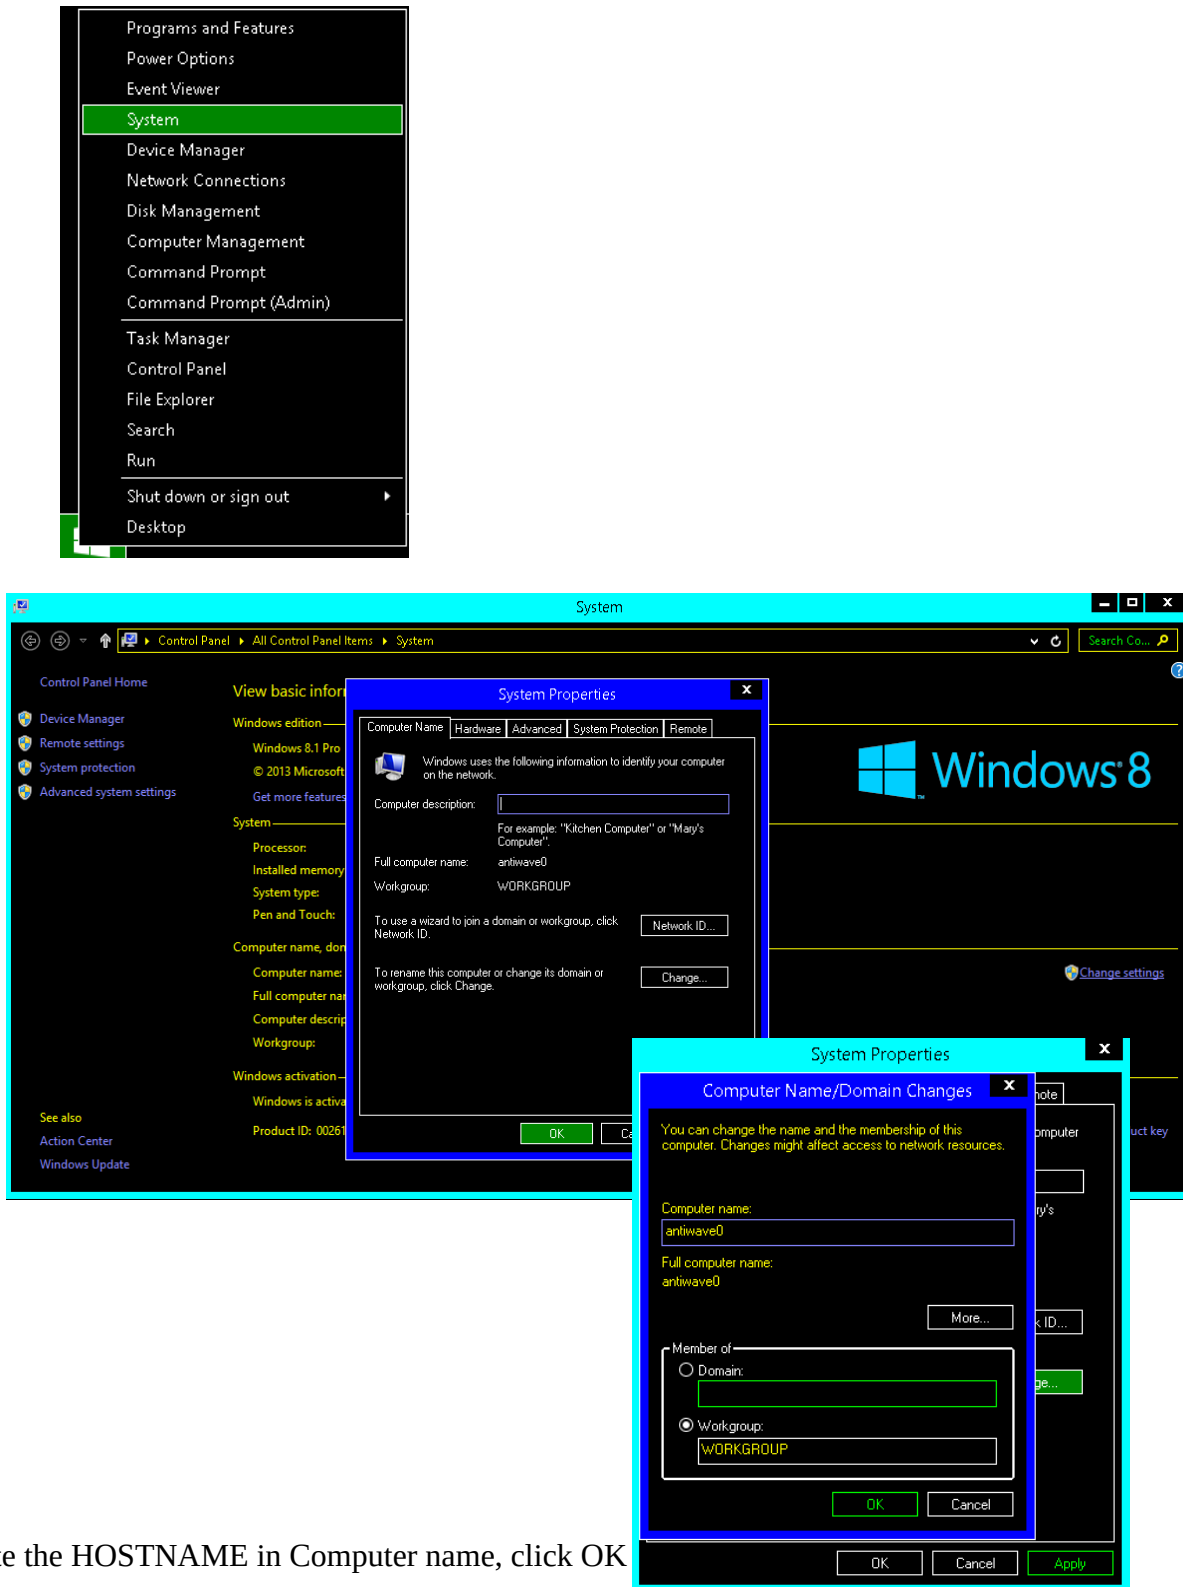 Programs and Features
Power Options
Event Viewer
System
Device Manager
Network Connections
Disk Management
Computer Management
Command Prompt
Command Prompt (Admin)
Task Manager
Control Panel
File Explorer
Search
Run
Shut down or sign out
Desktop
System
Control Panel All Control Panel Items System
Search Co...
Control Panel Home
Device Manager
Remote settings
System protection
Advanced system settings
See also
Action Center
Windows Update
View basic infor
Windows edition
Windows 8.1 Pro
© 2013 Microsoft
Get more features
System
Processor:
Installed memory
System type:
Pen and Touch:
Computer name, don
Computer name:
Full computer nar
Computer descrip
Workgroup:
Windows activation
Windows is activa
Product ID: 00261
Windows 8
Change settings
uct key
System Properties
Computer Name Hardware Advanced System Protection Remote
Windows uses the following information to identify your computer
on the network.
Computer description:
For example: "Kitchen Computer" or "Mary's
Computer".
Full computer name: antiwave0
Workgroup: WORKGROUP
To use a wizard to join a domain or workgroup, click
Network ID.
Network ID...
To rename this computer or change its domain or
workgroup, click Change.
Change...
OK Ca
System Properties
note
omputer
ry's
k ID...
ge...
Computer Name/Domain Changes
You can change the name and the membership of this
computer. Changes might affect access to network resources.
Computer name:
antiwave0
Full computer name:
antiwave0
More...
Member of
Domain:
Workgroup:
WORKGROUP
OK Cancel
OK Cancel Apply
te the HOSTNAME in Computer name, click OK